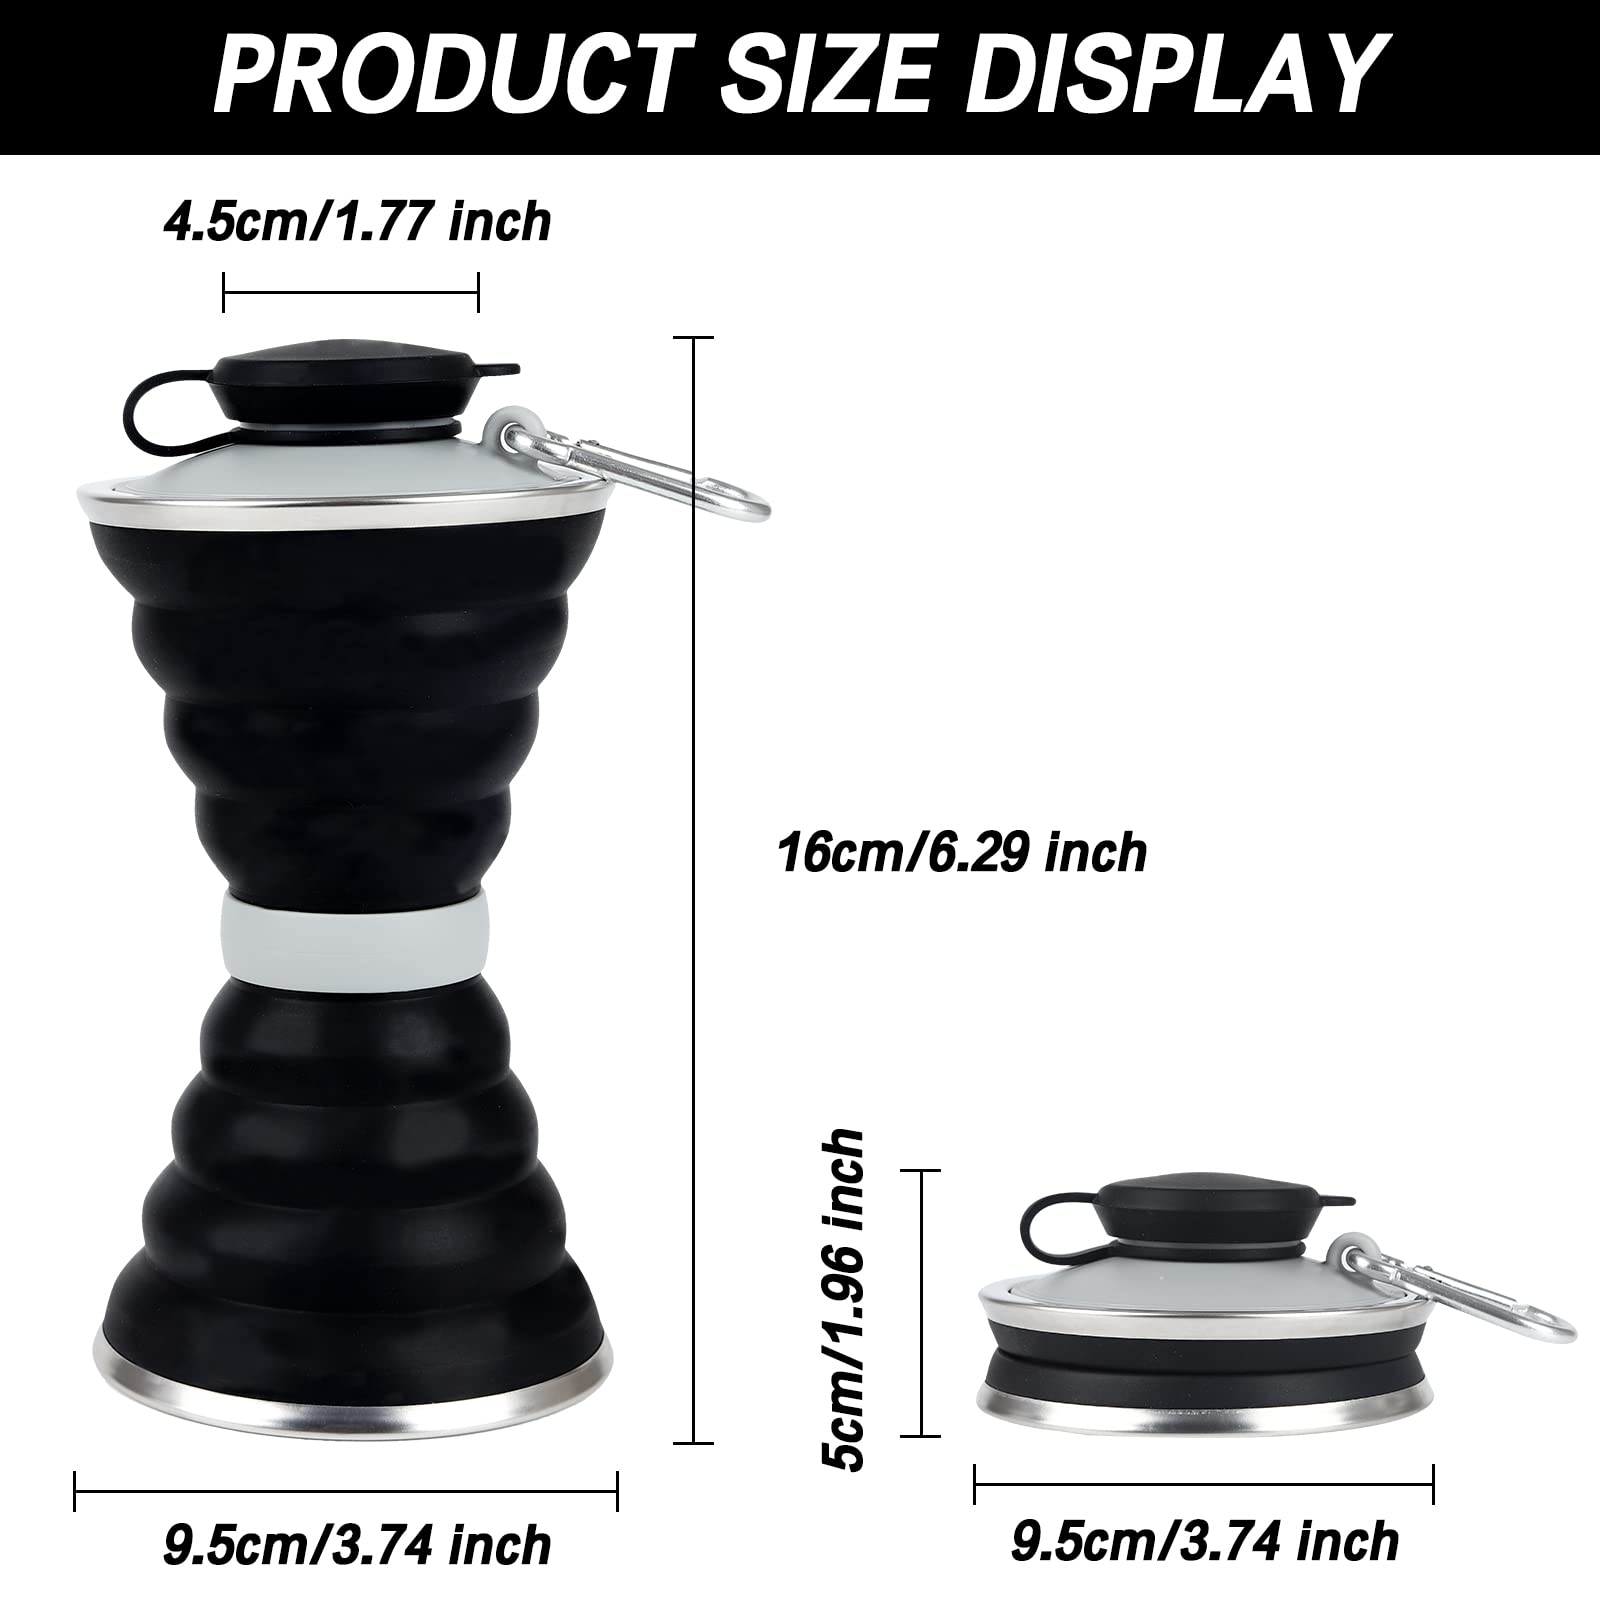 PRODUCT SIZE DISPLAY
4.5cm/1.77 inch
16cm/6.29 inch
5cm/1.96 inch
9.5cm/3.74 inch
9.5cm/3.74 inch